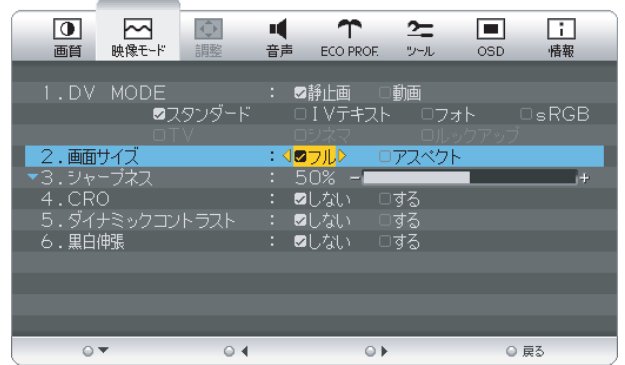 画質 映像モード 調整 音声 ECO PROF. ツール OSD 情報
1.DV MODE : ☑静止画 □動画
☑スタンダード □IVテキスト □フォト □sRGB
□TV □シネマ □ルックアップ
2.画面サイズ : ☑フル □アスペクト
3.シャープネス : 50% - +
4.CRO : ☑しない □する
5.ダイナミックコントラスト : ☑しない □する
6.黒白伸張 : ☑しない □する
戻る